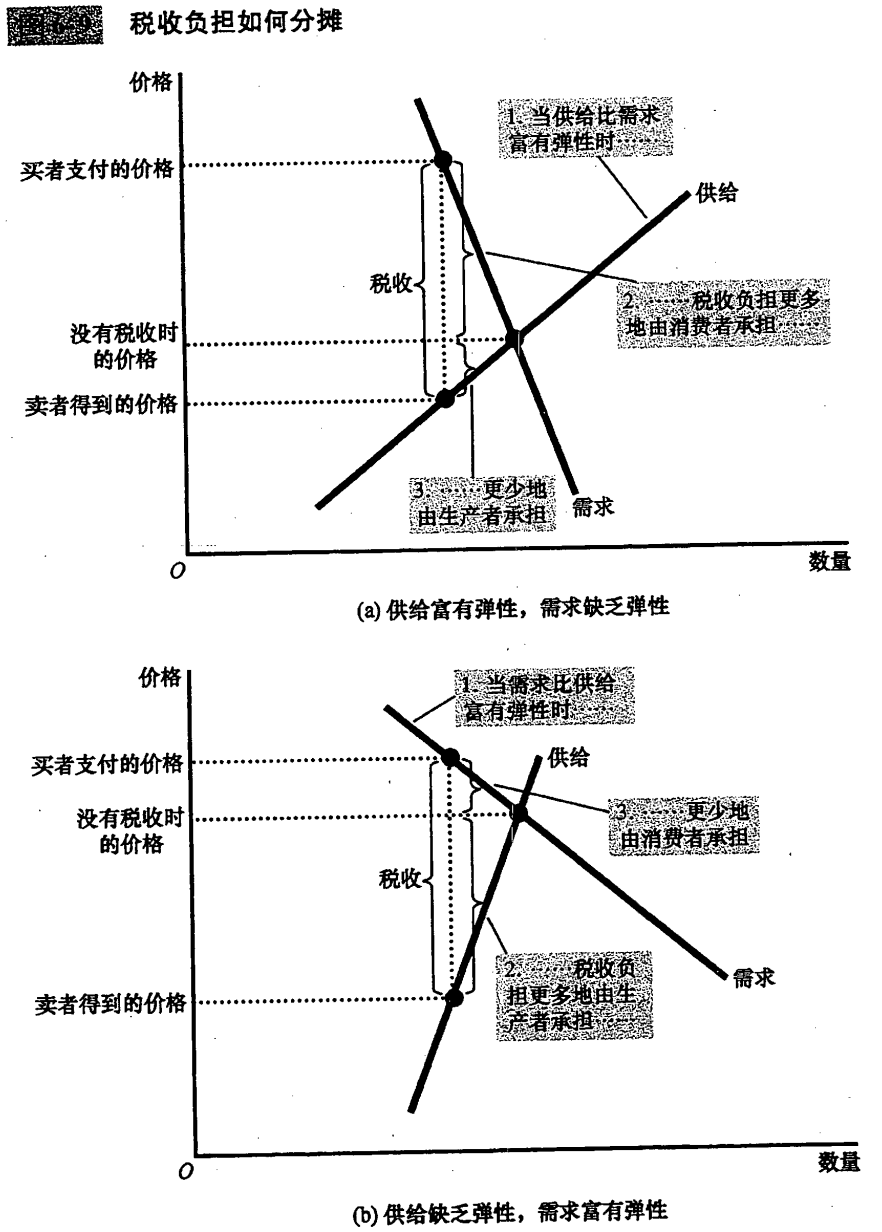 图6-9 税收负担如何分摊
价格
1. 当供给比需求
富有弹性时……
买者支付的价格
供给
税收
2. ……税收负担更多
地由消费者承担……
没有税收时
的价格
卖者得到的价格
3. ……更少地
由生产者承担
需求
O
数量
(a) 供给富有弹性，需求缺乏弹性
价格
1. 当需求比供给
富有弹性时……
买者支付的价格
供给
没有税收时
的价格
3. ……更少地
由消费者承担
税收
2. ……税收负
担更多地由生
产者承担……
需求
卖者得到的价格
O
数量
(b) 供给缺乏弹性，需求富有弹性